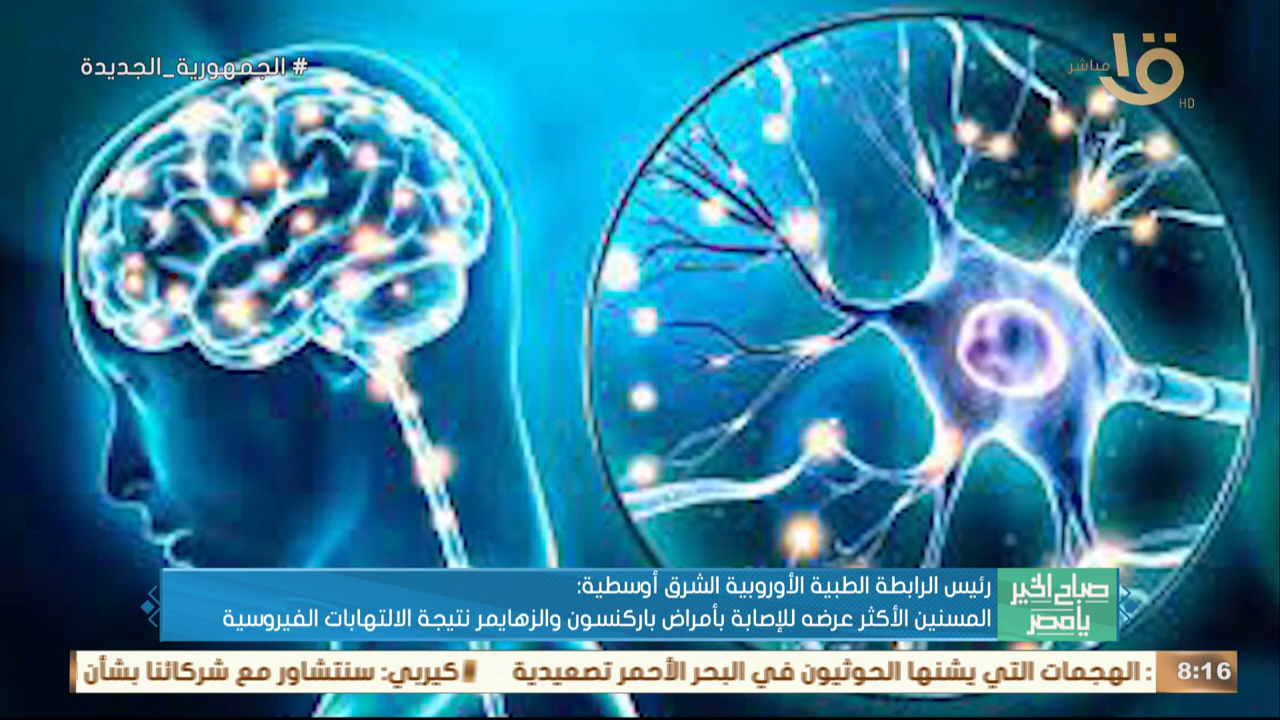 # الجمهورية_الجديدة
مباشر
HD
صباح الخير
يا مصر
رئيس الرابطة الطبية الأوروبية الشرق أوسطية:
المسنين الأكثر عرضه للإصابة بأمراض باركنسون والزهايمر نتيجة الالتهابات الفيروسية
8:16
: الهجمات التي يشنها الحوثيون في البحر الأحمر تصعيدية
كيربي: سنتشاور مع شركائنا بشأن